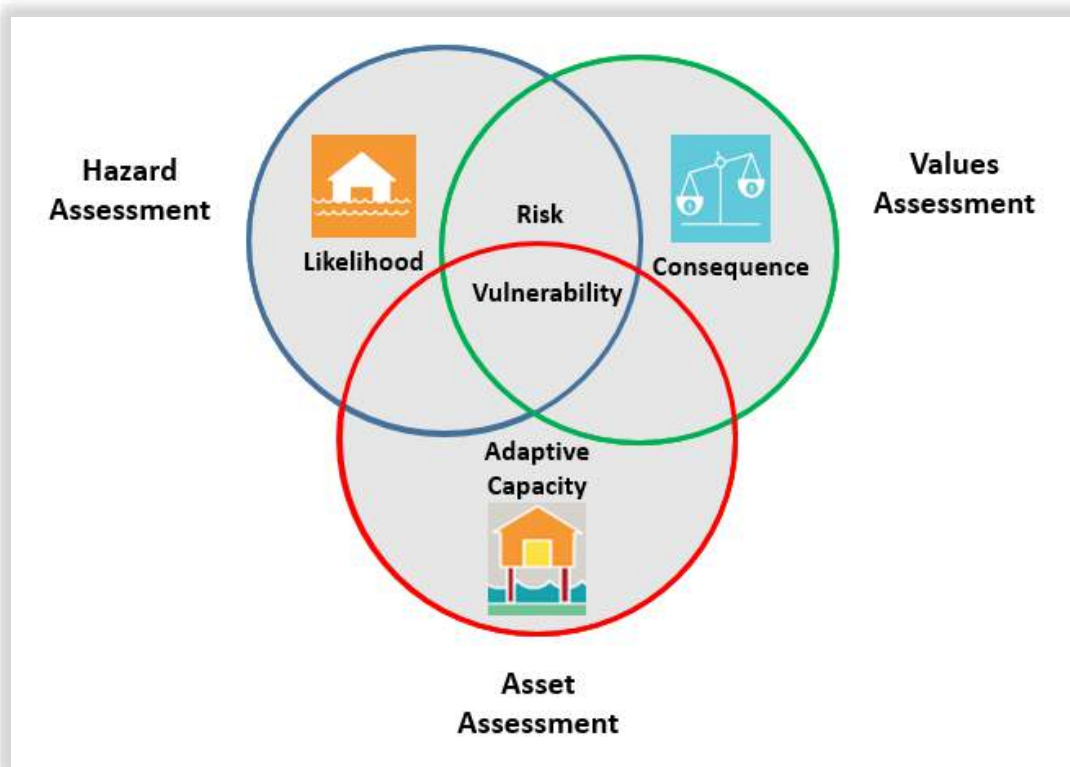 Hazard
Assessment
Values
Assessment
Likelihood
Risk
Consequence
Vulnerability
Adaptive
Capacity
Asset
Assessment